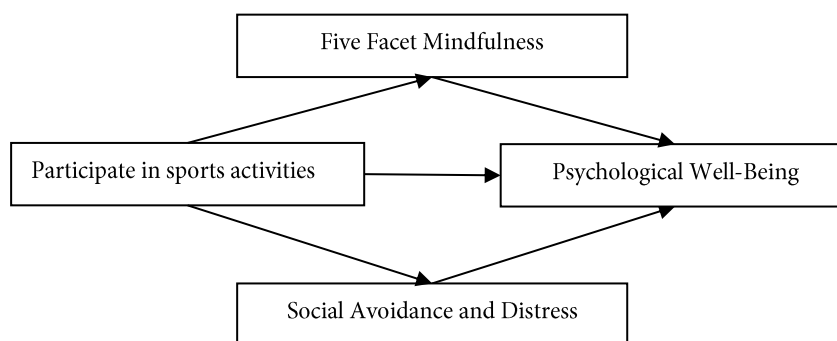 Five Facet Mindfulness
Participate in sports activities
Psychological Well-Being
Social Avoidance and Distress